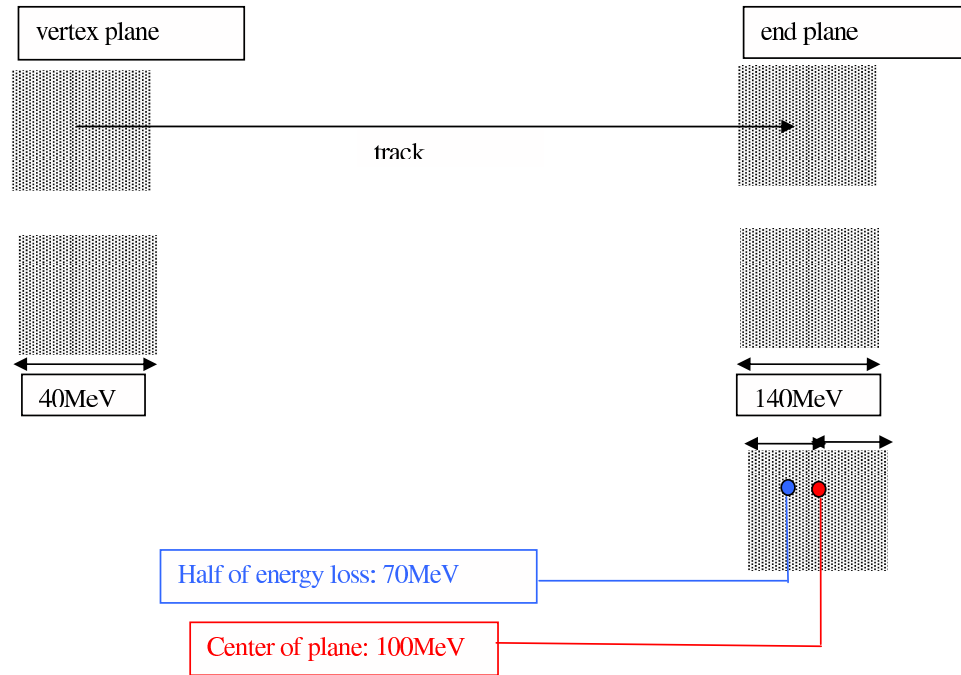 vertex plane
end plane
track
40MeV
140MeV
Half of energy loss: 70MeV
Center of plane: 100MeV